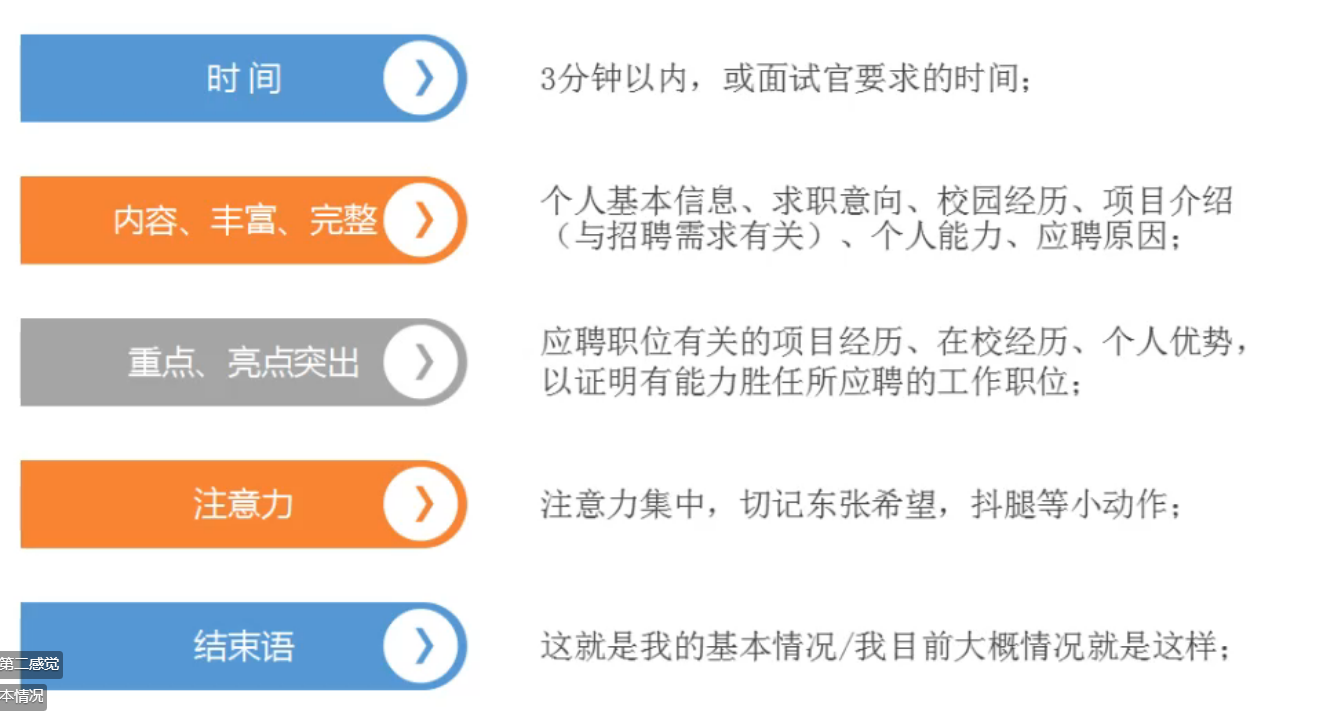 时 间
3分钟以内，或面试官要求的时间；
内容、丰富、完整
个人基本信息、求职意向、校园经历、项目介绍
（与招聘需求有关）、个人能力、应聘原因；
重点、亮点突出
应聘职位有关的项目经历、在校经历、个人优势，
以证明有能力胜任所应聘的工作职位；
注意力
注意力集中，切记东张希望，抖腿等小动作；
结束语
这就是我的基本情况/我目前大概情况就是这样；
第二感觉
本情况